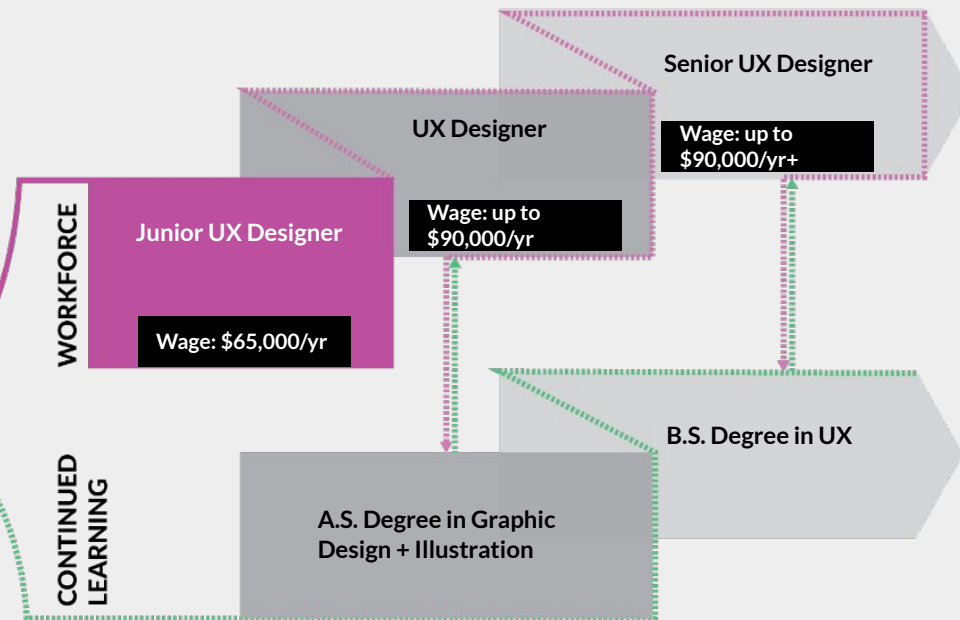 Senior UX Designer
Wage: up to
$90,000/yr+
UX Designer
Wage: up to
$90,000/yr
WORKFORCE
Junior UX Designer
Wage: $65,000/yr
B.S. Degree in UX
CONTINUED
LEARNING
A.S. Degree in Graphic
Design + Illustration